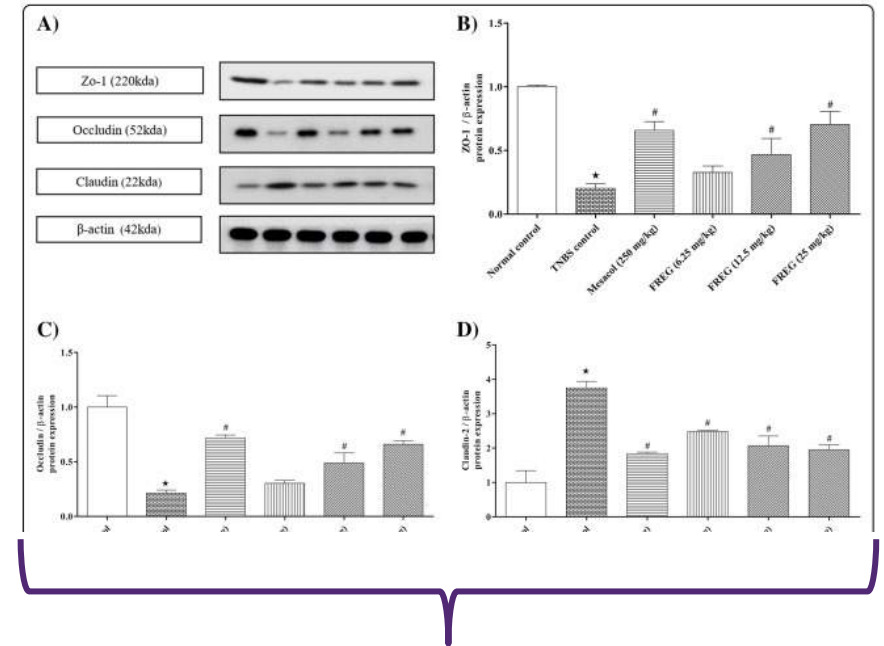 A)
Zo-1 (220kda)
Occludin (52kda)
Claudin (22kda)
β-actin (42kda)
B)
ZO-1 / β-actin
protein expression
1.5
1.0
0.5
0.0
★
#
#
#
Normal control
TNBS control
Mesacol (250 mg/kg)
FREG (6.25 mg/kg)
FREG (12.5 mg/kg)
FREG (25 mg/kg)
C)
Occludin / β-actin
protein expression
1.5
1.0
0.5
0.0
★
#
#
#
D)
Claudin-2 / β-actin
protein expression
5
4
3
2
1
0
★
#
#
#
#